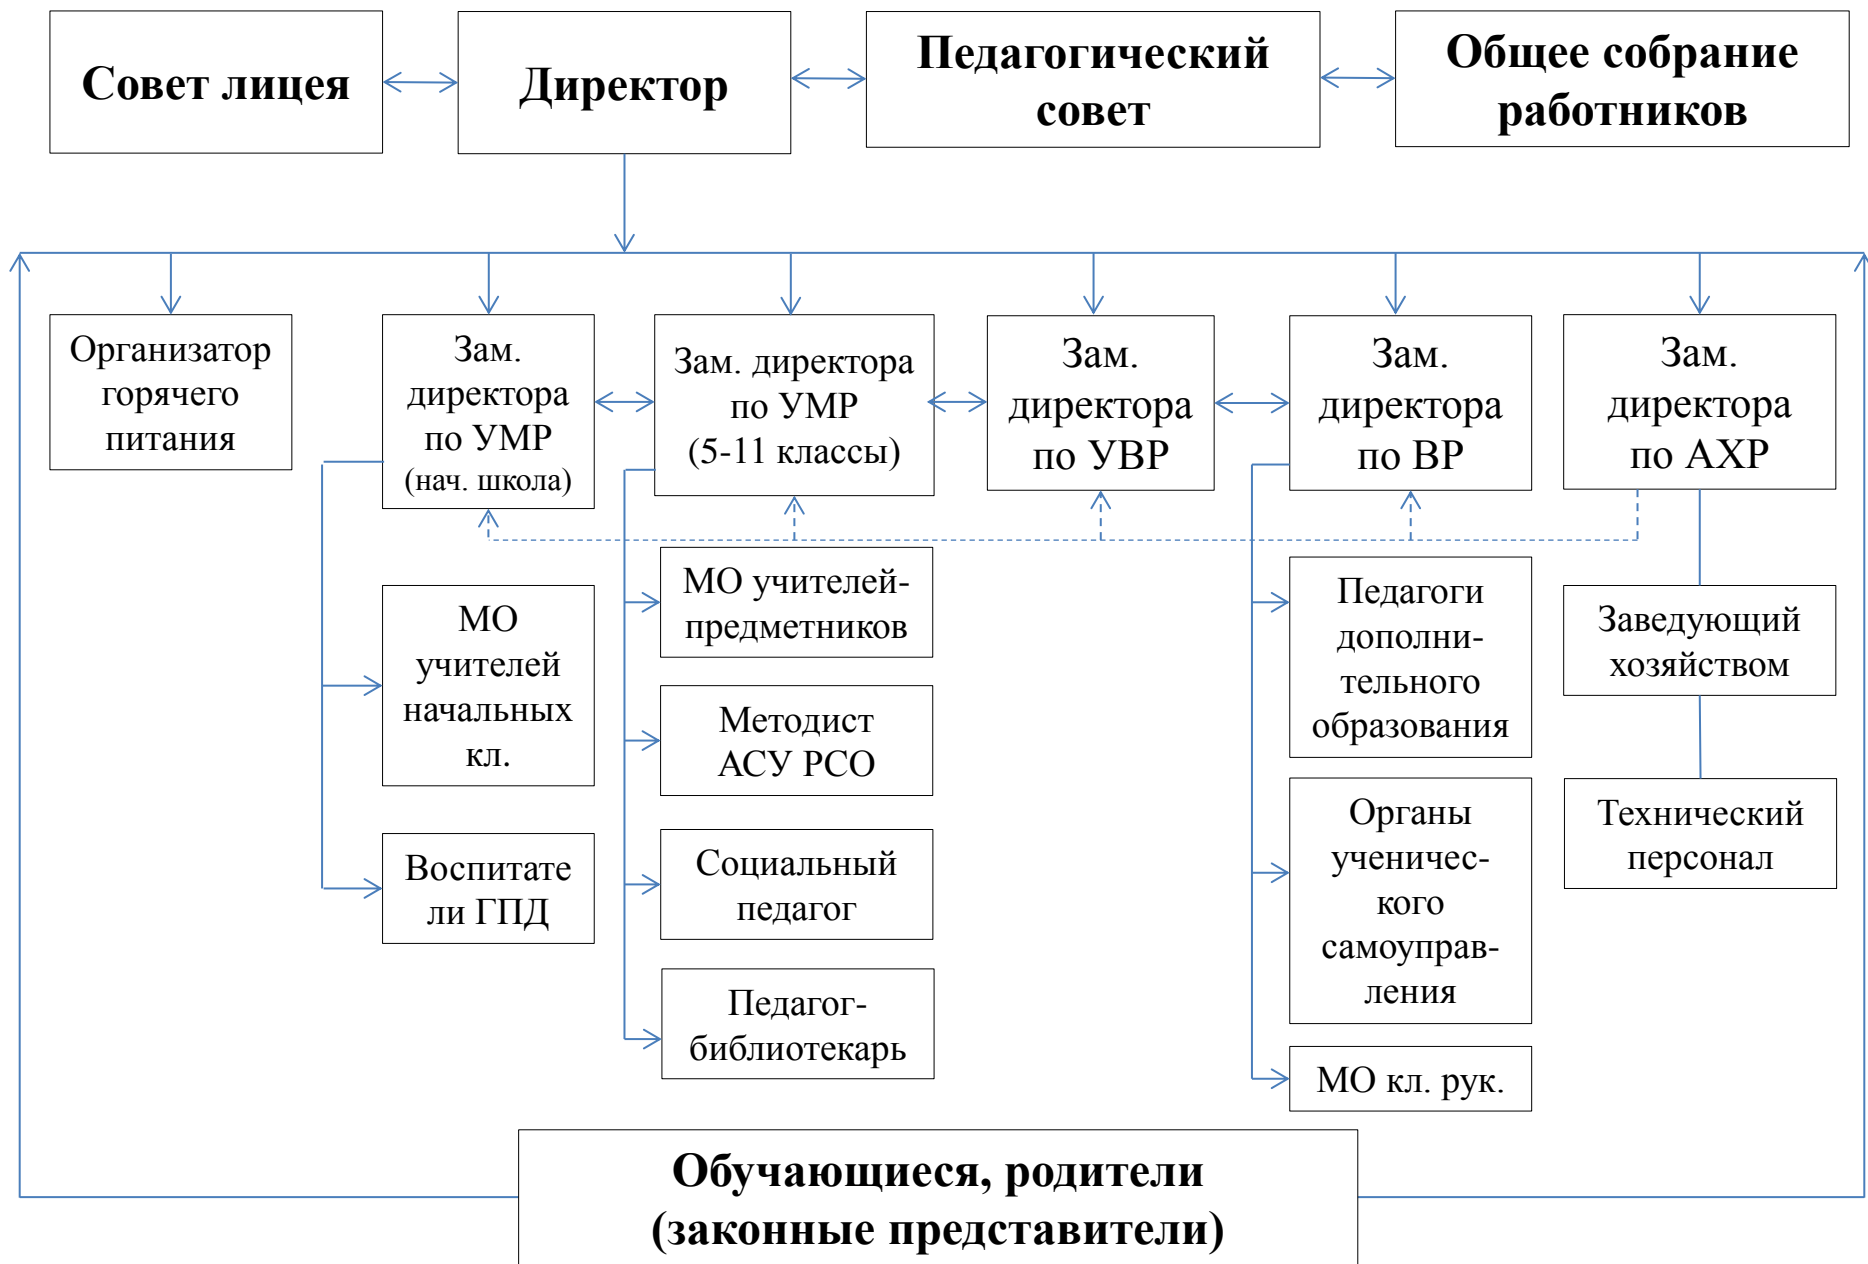 Совет лицея
Директор
Педагогический
совет
Общее собрание
работников
Организатор
горячего
питания
Зам.
директора
по УМР
(нач. школа)
Зам. директора
по УМР
(5-11 классы)
Зам.
директора
по УВР
Зам.
директора
по ВР
Зам.
директора
по АХР
МО
учителей
начальных
кл.
Воспитате
ли ГПД
МО учителей-
предметников
Методист
АСУ РСО
Социальный
педагог
Педагог-
библиотекарь
Педагоги
дополни-
тельного
образования
Органы
ученичес-
кого
самоуправ-
ления
МО кл. рук.
Заведующий
хозяйством
Технический
персонал
Обучающиеся, родители
(законные представители)